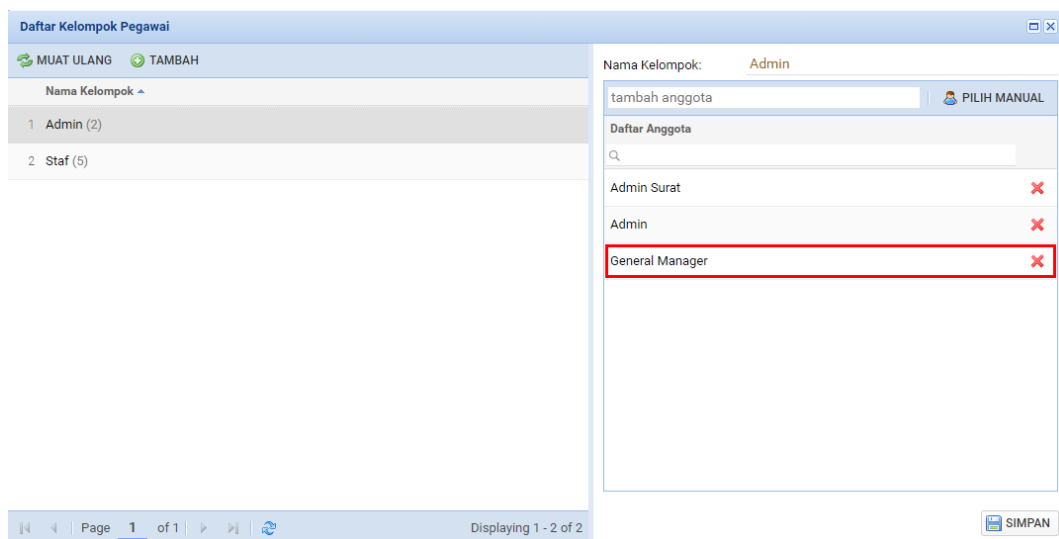 Daftar Kelompok Pegawai
MUAT ULANG TAMBAH
Nama Kelompok
1 Admin (2)
2 Staf (5)
Page 1 of 1
Displaying 1 - 2 of 2
Nama Kelompok: Admin
tambah anggota
PILIH MANUAL
Daftar Anggota
Admin Surat
Admin
General Manager
SIMPAN